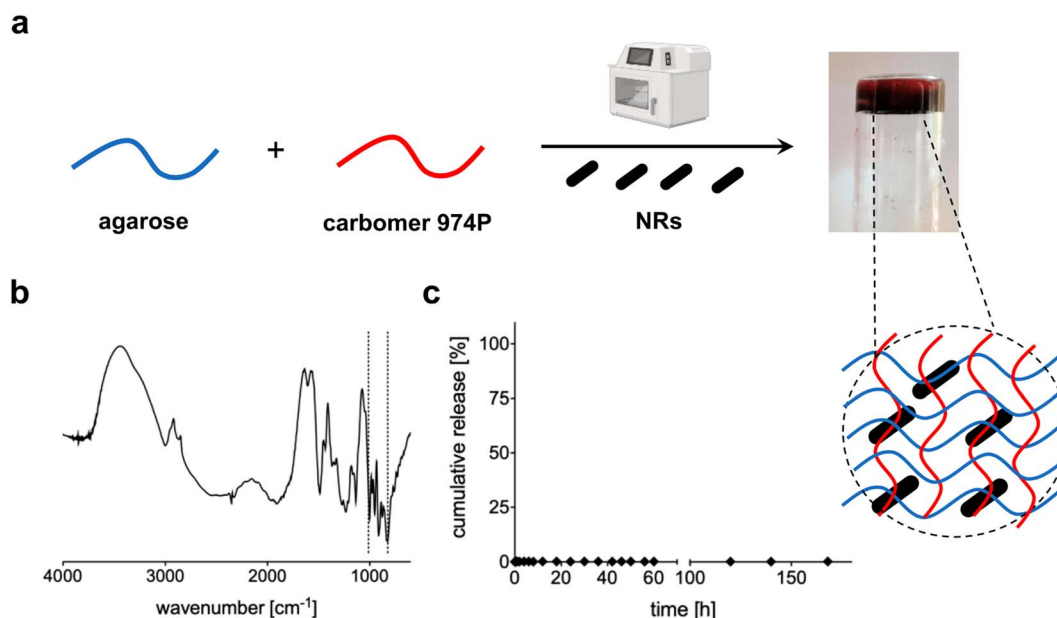 a
+
agarose
carbomer 974P
NRs
b
4000
3000
2000
1000
wavenumber [cm⁻¹]
c
cumulative release [%]
100
75
50
25
0
0
20
40
60
100
150
time [h]